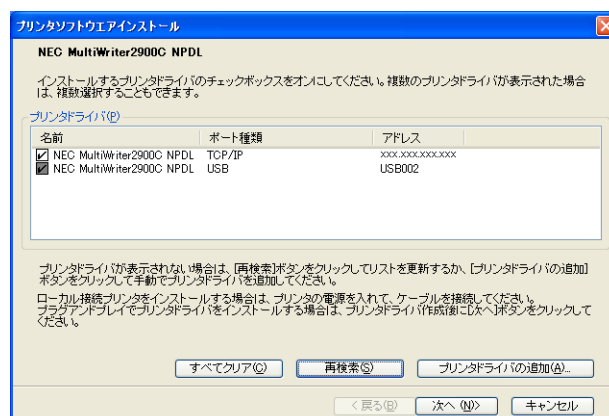 プリンタソフトウエアインストール
NEC MultiWriter2900C NPDL
インストールするプリンタドライバのチェックボックスをオンにしてください。複数のプリンタドライバが表示された場合
は、複数選択することもできます。
プリンタドライバ(P)
名前 ポート種類 アドレス
NEC MultiWriter2900C NPDL TCP/IP xxx.xxx.xxx.xxx
NEC MultiWriter2900C NPDL USB USB002
プリンタドライバが表示されない場合は、[再検索]ボタンをクリックしてリストを更新するか、[プリンタドライバの追加]
ボタンをクリックして手動でプリンタドライバを追加してください。
ローカル接続プリンタをインストールする場合は、プリンタの電源を入れて、ケーブルを接続してください。
プラグアンドプレイでプリンタドライバをインストールする場合は、プリンタドライバ作成後に[次へ]ボタンをクリックして
ください。
すべてクリア(C) 再検索(S) プリンタドライバの追加(A)...
< 戻る(B) 次へ (N)> キャンセル